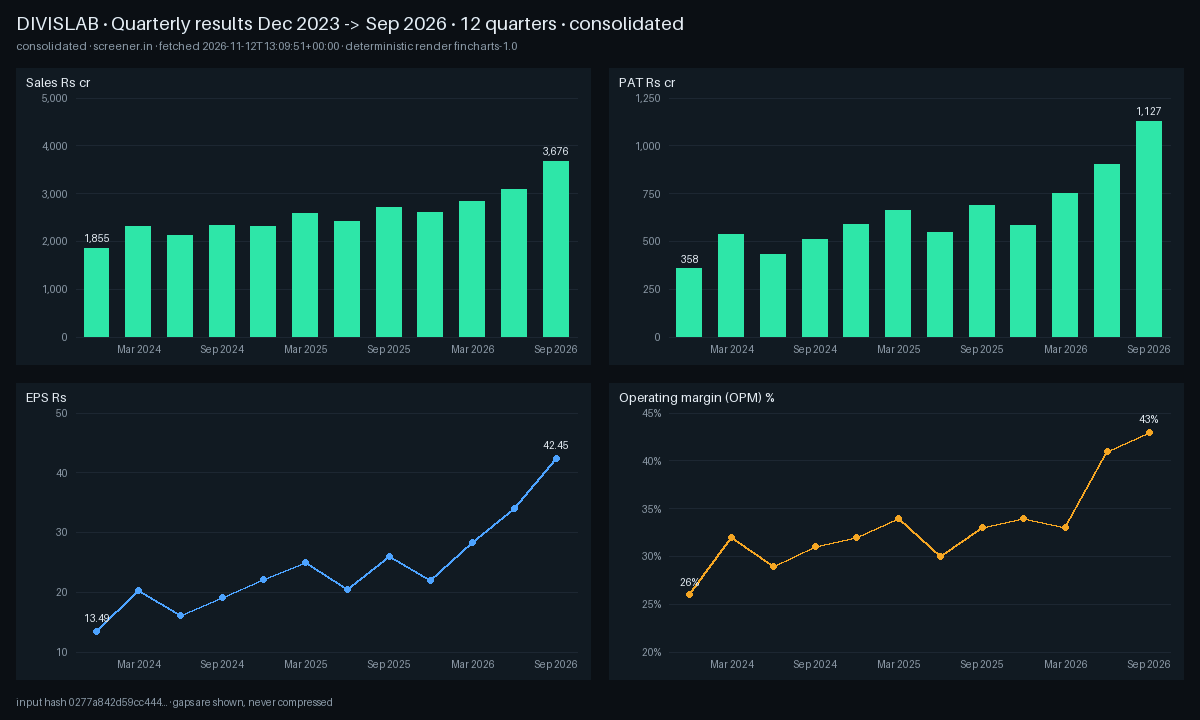 DIVISLAB · Quarterly results Dec 2023 -> Sep 2026 · 12 quarters · consolidated
consolidated · screener.in · fetched 2026-11-12T13:09:51+00:00 · deterministic render fincharts-1.0
Sales Rs cr
5,000
4,000
3,000
2,000
1,000
0
1,855
3,676
Mar 2024
Sep 2024
Mar 2025
Sep 2025
Mar 2026
Sep 2026
PAT Rs cr
1,250
1,000
750
500
250
0
358
1,127
Mar 2024
Sep 2024
Mar 2025
Sep 2025
Mar 2026
Sep 2026
EPS Rs
50
40
30
20
10
13.49
42.45
Mar 2024
Sep 2024
Mar 2025
Sep 2025
Mar 2026
Sep 2026
Operating margin (OPM) %
45%
40%
35%
30%
25%
20%
26%
43%
Mar 2024
Sep 2024
Mar 2025
Sep 2025
Mar 2026
Sep 2026
input hash 0277a842d59cc444… · gaps are shown, never compressed